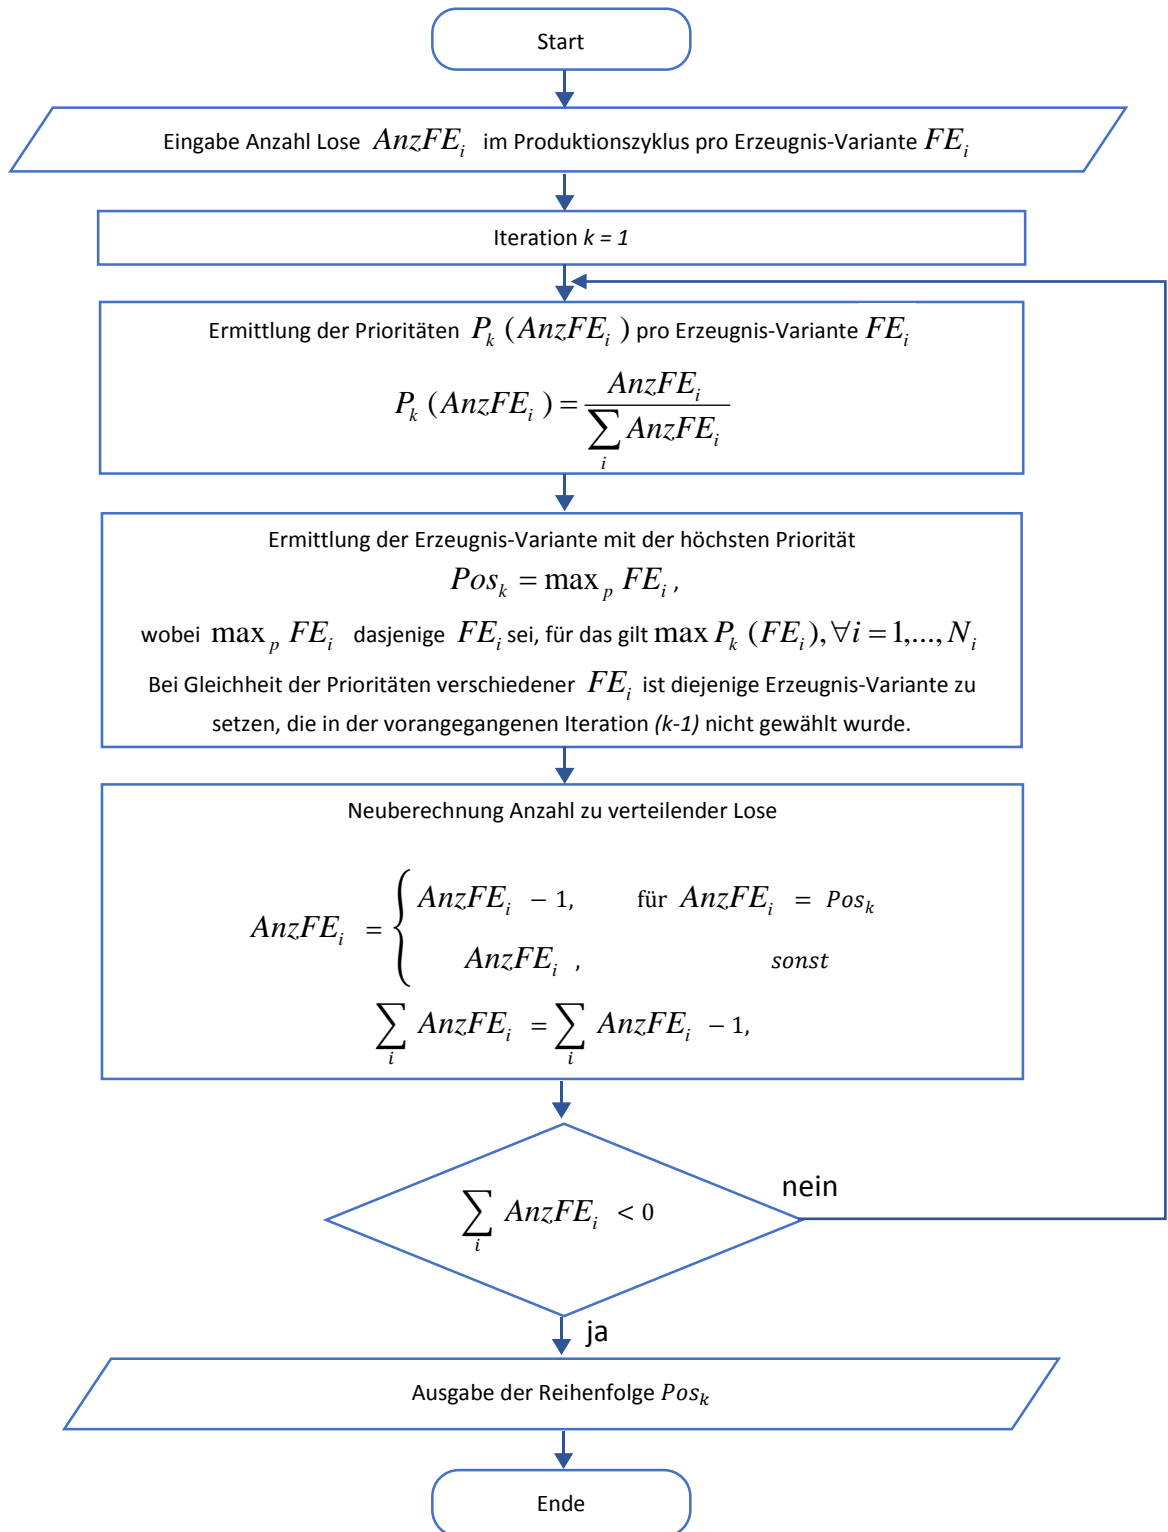 Start
Eingabe Anzahl Lose AnzFE_i im Produktionszyklus pro Erzeugnis-Variante FE_i
Iteration k = 1
Ermittlung der Prioritäten P_k (AnzFE_i) pro Erzeugnis-Variante FE_i
P_k (AnzFE_i) = AnzFE_i / ∑_i AnzFE_i
Ermittlung der Erzeugnis-Variante mit der höchsten Priorität
Pos_k = max_p FE_i ,
wobei max_p FE_i dasjenige FE_i sei, für das gilt max P_k (FE_i), ∀i = 1,..., N_i
Bei Gleichheit der Prioritäten verschiedener FE_i ist diejenige Erzeugnis-Variante zu
setzen, die in der vorangegangenen Iteration (k-1) nicht gewählt wurde.
Neuberechnung Anzahl zu verteilender Lose
AnzFE_i = { AnzFE_i − 1, für AnzFE_i = Pos_k
AnzFE_i , sonst
∑_i AnzFE_i = ∑_i AnzFE_i − 1,
∑_i AnzFE_i < 0
nein
ja
Ausgabe der Reihenfolge Pos_k
Ende